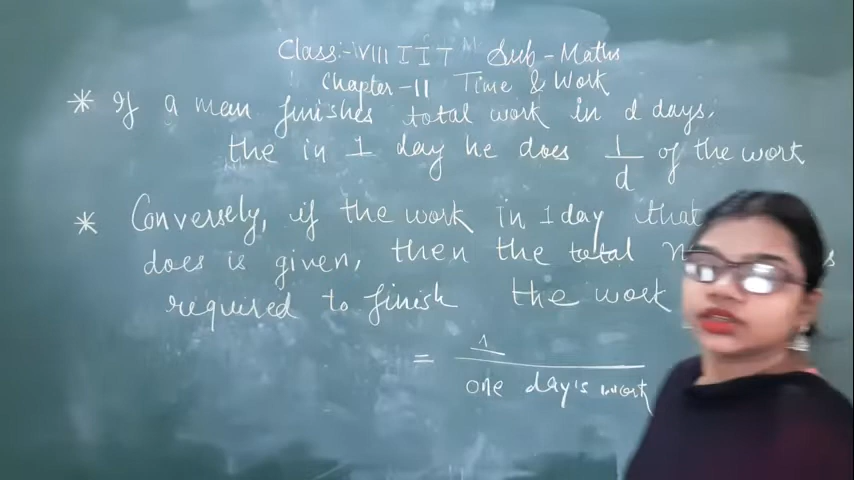 Class:- VIII IIT Sub - Maths
Chapter - 11 Time & Work
* If a man finishes total work in d days.
the in 1 day he does 1/d of the work
* Conversely, if the work in 1 day that
does is given, then the total
required to finish the work
= 1
one day's work